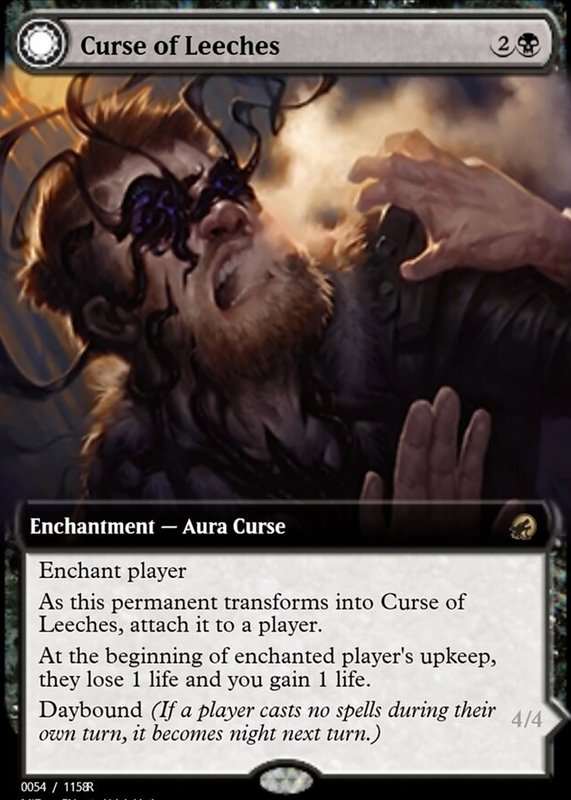 Curse of Leeches
2
Enchantment — Aura Curse
Enchant player
As this permanent transforms into Curse of
Leeches, attach it to a player.
At the beginning of enchanted player's upkeep,
they lose 1 life and you gain 1 life.
Daybound (If a player casts no spells during their
own turn, it becomes night next turn.)
4/4
0054 / 1158R